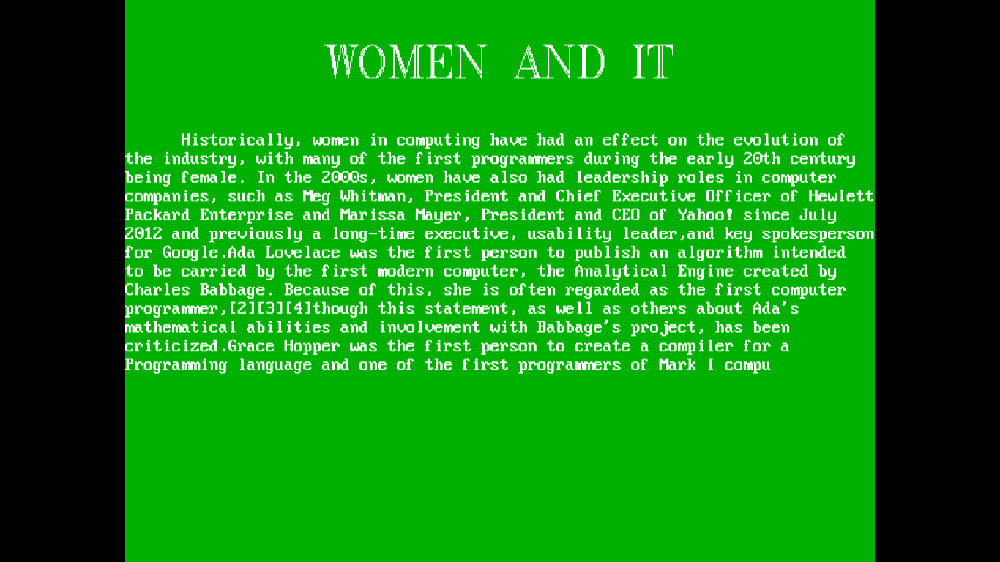 WOMEN AND IT
Historically, women in computing have had an effect on the evolution of
the industry, with many of the first programmers during the early 20th century
being female. In the 2000s, women have also had leadership roles in computer
companies, such as Meg Whitman, President and Chief Executive Officer of Hewlett
Packard Enterprise and Marissa Mayer, President and CEO of Yahoo! since July
2012 and previously a long-time executive, usability leader,and key spokesperson
for Google.Ada Lovelace was the first person to publish an algorithm intended
to be carried by the first modern computer, the Analytical Engine created by
Charles Babbage. Because of this, she is often regarded as the first computer
programmer,[2][3][4]though this statement, as well as others about Ada's
mathematical abilities and involvement with Babbage's project, has been
criticized.Grace Hopper was the first person to create a compiler for a
Programming language and one of the first programmers of Mark I compu